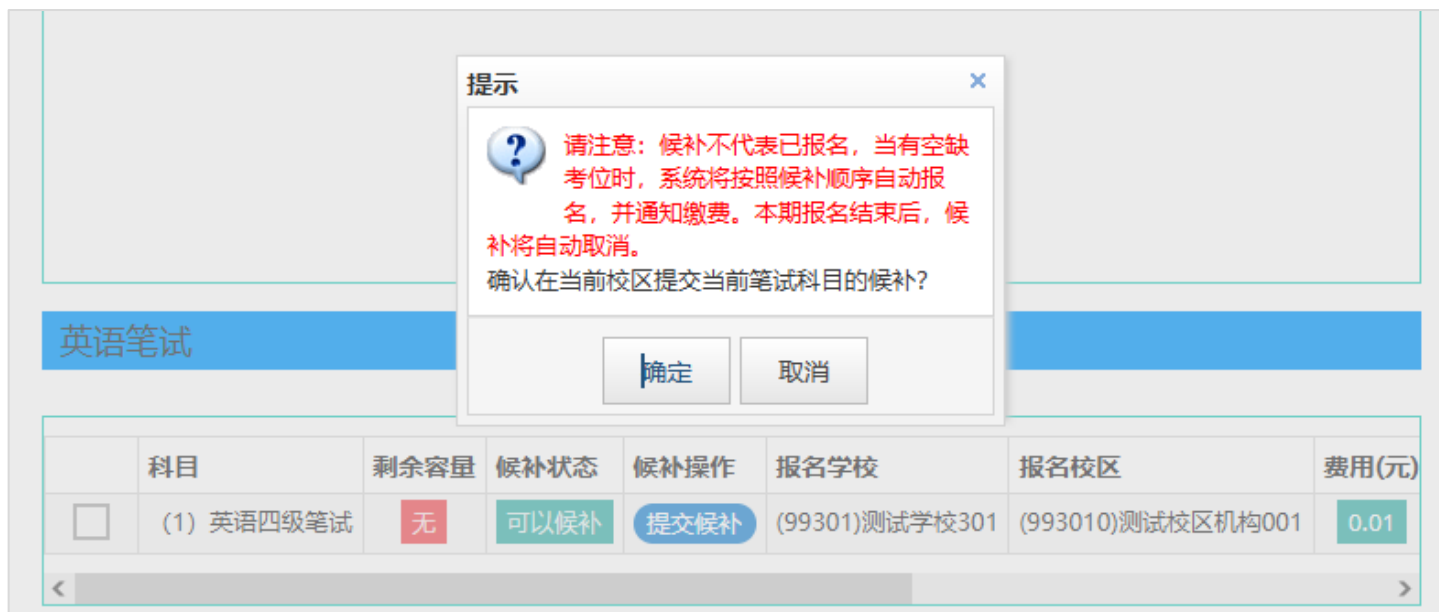 提示
请注意：候补不代表已报名，当有空缺
考位时，系统将按照候补顺序自动报
名，并通知缴费。本期报名结束后，候
补将自动取消。
确认在当前校区提交当前笔试科目的候补？
确定 取消
英语笔试
科目 剩余容量 候补状态 候补操作 报名学校 报名校区 费用(元)
(1) 英语四级笔试 无 可以候补 提交候补 (99301)测试学校301 (993010)测试校区机构001 0.01